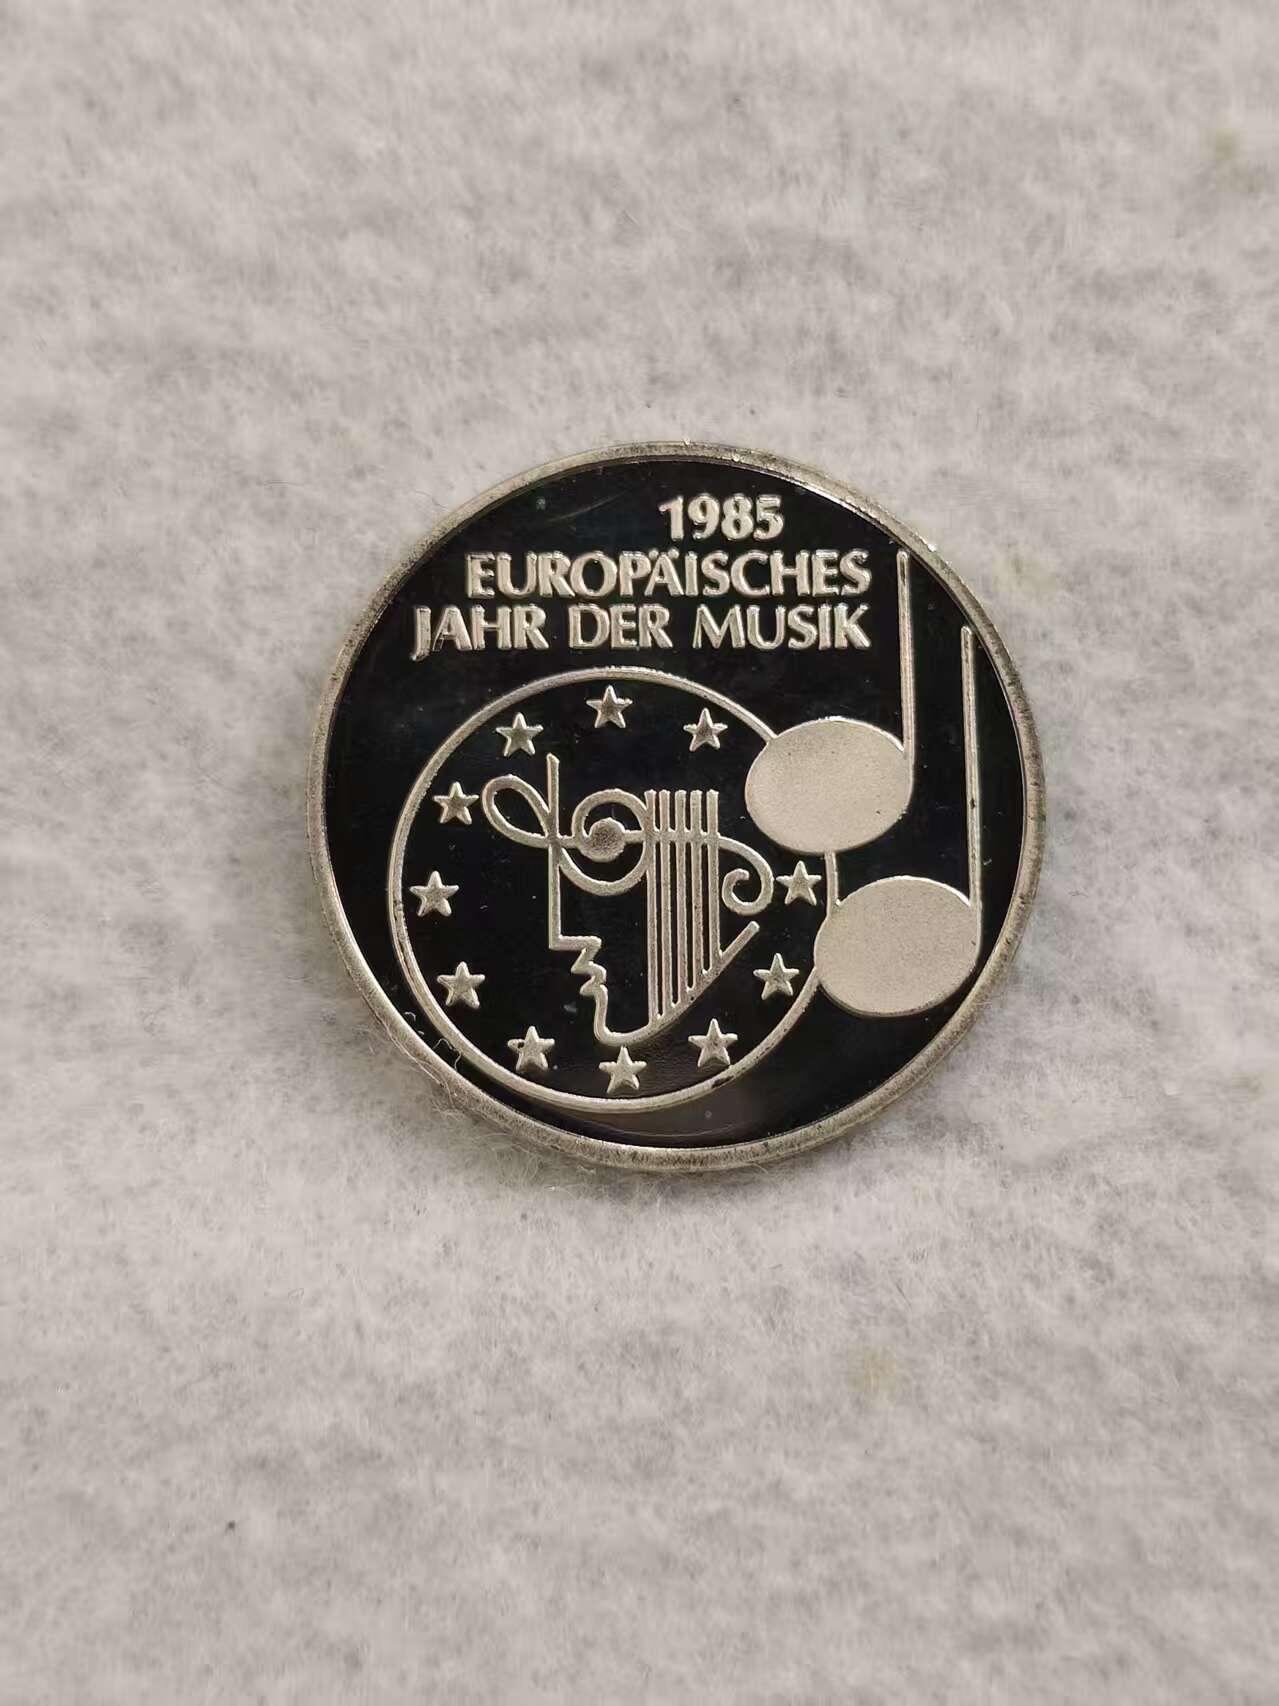 1985
EUROPÄISCHES
JAHR DER MUSIK